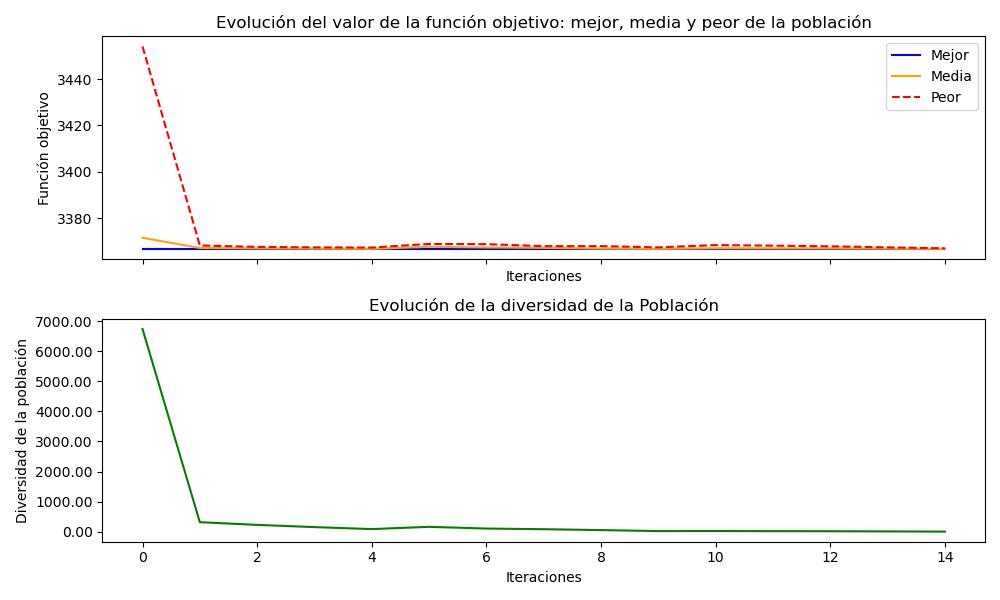 Evolución del valor de la función objetivo: mejor, media y peor de la población
Función objetivo
3440
3420
3400
3380
Mejor
Media
Peor
Iteraciones
Evolución de la diversidad de la Población
Diversidad de la población
7000.00
6000.00
5000.00
4000.00
3000.00
2000.00
1000.00
0.00
0 2 4 6 8 10 12 14
Iteraciones